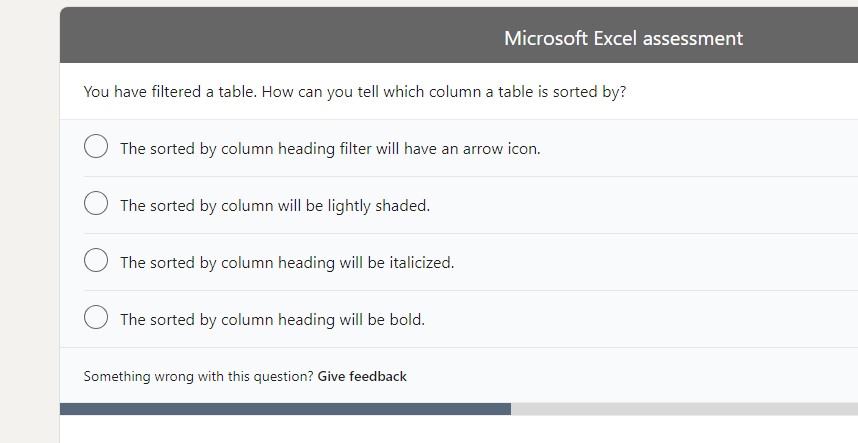 Microsoft Excel assessment
You have filtered a table. How can you tell which column a table is sorted by?
The sorted by column heading filter will have an arrow icon.
The sorted by column will be lightly shaded.
The sorted by column heading will be italicized.
The sorted by column heading will be bold.
Something wrong with this question? Give feedback